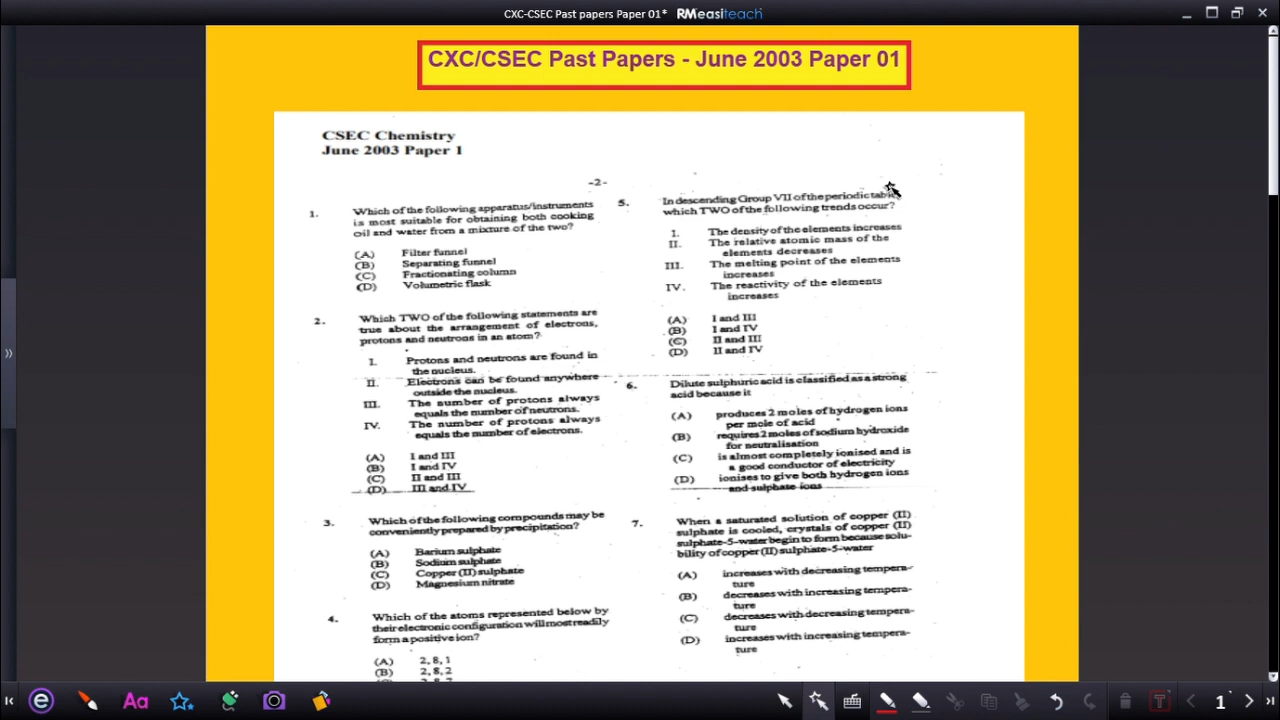 CXC-CSEC Past papers Paper 01* RMeasiteach
CXC/CSEC Past Papers - June 2003 Paper 01
CSEC Chemistry
June 2003 Paper 1
-2-
1. Which of the following apparatus/instruments
is most suitable for obtaining both cooking
oil and water from a mixture of the two?
(A) Filter funnel
(B) Separating funnel
(C) Fractionating column
(D) Volumetric flask
2. Which TWO of the following statements are
true about the arrangement of electrons,
protons and neutrons in an atom?
I. Protons and neutrons are found in
the nucleus.
II. Electrons can be found anywhere
outside the nucleus.
III. The number of protons always
equals the number of neutrons.
IV. The number of protons always
equals the number of electrons.
(A) I and III
(B) I and IV
(C) II and III
(D) III and IV
3. Which of the following compounds may be
conveniently prepared by precipitation?
(A) Barium sulphate
(B) Sodium sulphate
(C) Copper (II) sulphate
(D) Magnesium nitrate
4. Which of the atoms represented below by
their electronic configuration will most readily
form a positive ion?
(A) 2, 8, 1
(B) 2, 8, 2
5. In descending Group VII of the periodic table
which TWO of the following trends occur?
I. The density of the elements increases
II. The relative atomic mass of the
elements decreases
III. The melting point of the elements
increases
IV. The reactivity of the elements
increases
(A) I and III
(B) I and IV
(C) II and III
(D) II and IV
6. Dilute sulphuric acid is classified as a strong
acid because it
(A) produces 2 moles of hydrogen ions
per mole of acid
(B) requires 2 moles of sodium hydroxide
for neutralisation
(C) is almost completely ionised and is
a good conductor of electricity
(D) ionises to give both hydrogen ions
and sulphate ions
7. When a saturated solution of copper (II)
sulphate is cooled, crystals of copper (II)
sulphate-5-water begin to form because solu-
bility of copper (II) sulphate-5-water
(A) increases with decreasing tempera-
ture
(B) decreases with increasing tempera-
ture
(C) decreases with decreasing tempera-
ture
(D) increases with increasing tempera-
ture
Aa
T
1